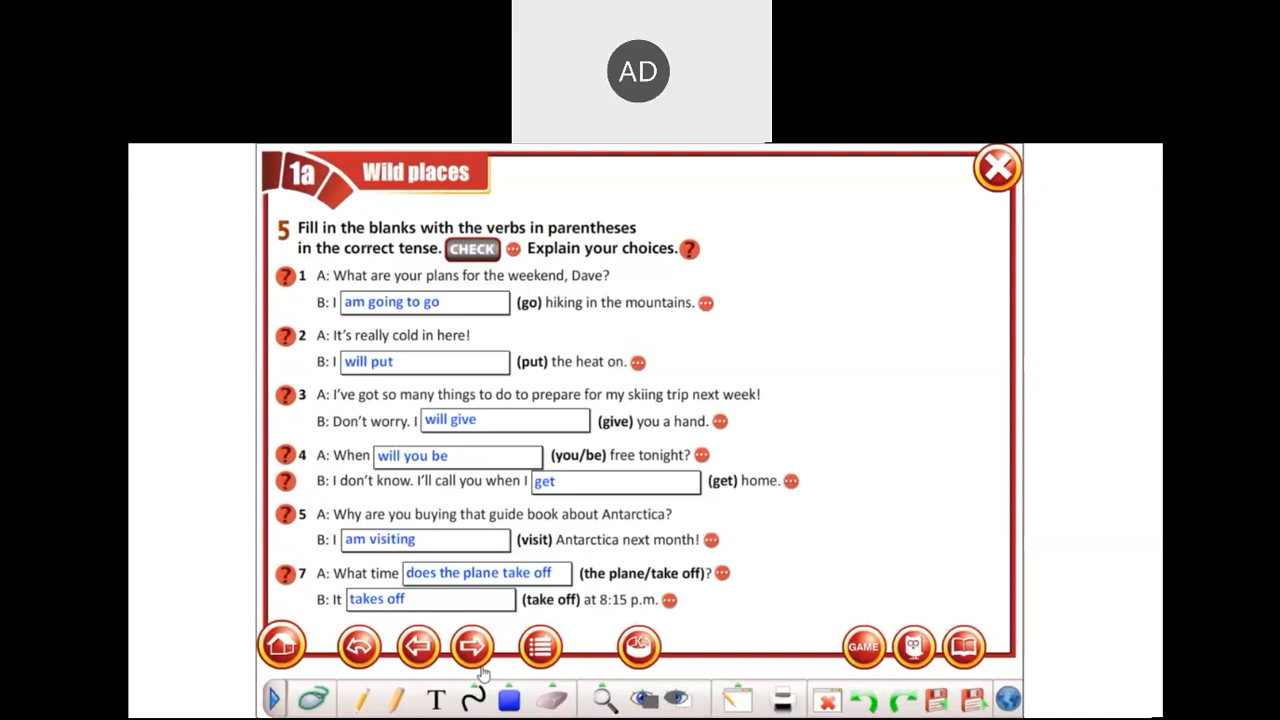 AD
1a Wild places
5 Fill in the blanks with the verbs in parentheses
in the correct tense. CHECK Explain your choices. ?
? 1 A: What are your plans for the weekend, Dave?
B: I am going to go (go) hiking in the mountains.
? 2 A: It's really cold in here!
B: I will put (put) the heat on.
? 3 A: I've got so many things to do to prepare for my skiing trip next week!
B: Don't worry. I will give (give) you a hand.
? 4 A: When will you be (you/be) free tonight?
? B: I don't know. I'll call you when I get (get) home.
? 5 A: Why are you buying that guide book about Antarctica?
B: I am visiting (visit) Antarctica next month!
? 7 A: What time does the plane take off (the plane/take off)?
B: It takes off (take off) at 8:15 p.m.
GAME
T